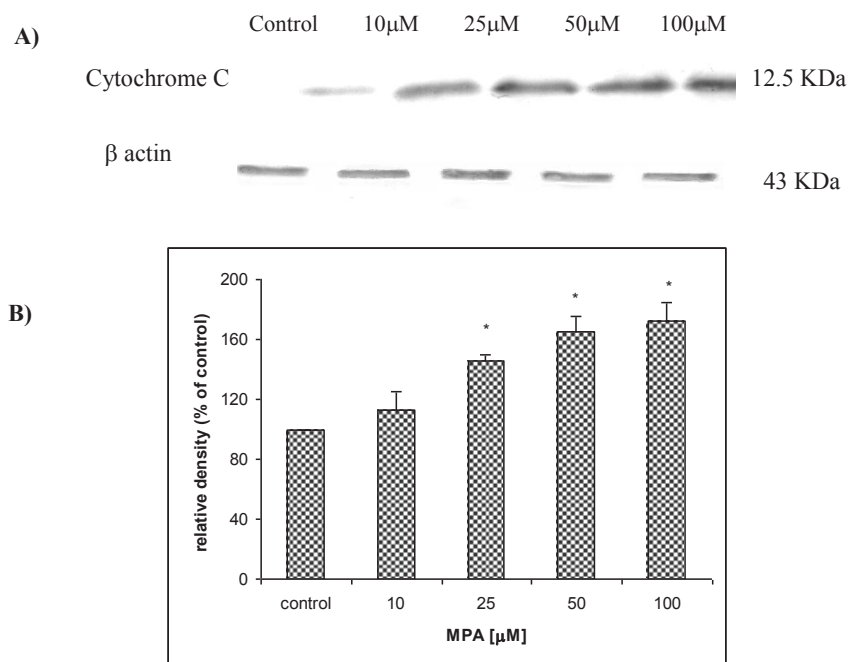 A)
Control 10μM 25μM 50μM 100μM
Cytochrome C 12.5 KDa
β actin
43 KDa
B)
200
160
120
80
40
0
relative density (% of control)
* * *
control 10 25 50 100
MPA [μM]